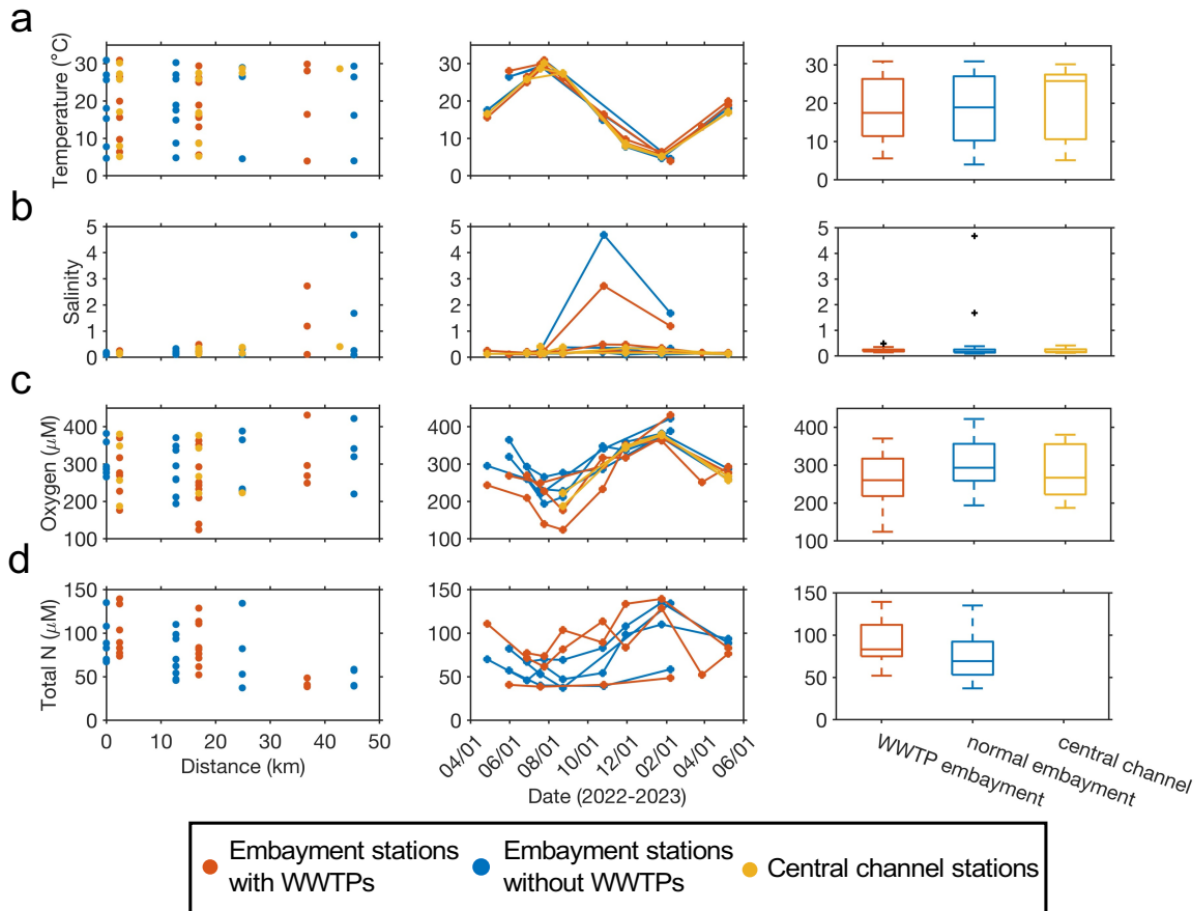 a
Temperature (°C)
30
20
10
0
30
20
10
0
30
20
10
0
b
Salinity
5
4
3
2
1
0
5
4
3
2
1
0
5
4
3
2
1
0
c
Oxygen (μM)
400
300
200
100
400
300
200
100
400
300
200
100
d
Total N (μM)
150
100
50
0
150
100
50
0
150
100
50
0
0 10 20 30 40 50
Distance (km)
04/01 06/01 08/01 10/01 12/01 02/01 04/01 06/01
Date (2022-2023)
WWTP embayment
normal embayment
central channel
Embayment stations
with WWTPs
Embayment stations
without WWTPs
Central channel stations